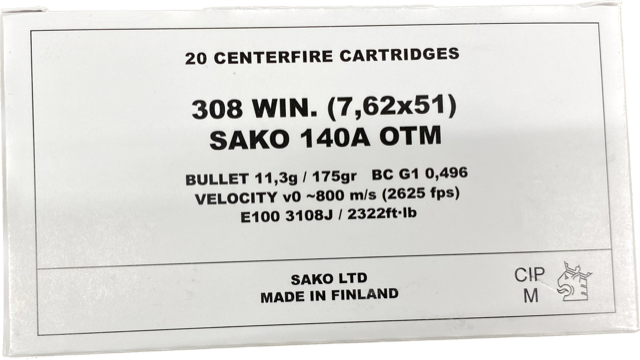 20 CENTERFIRE CARTRIDGES
308 WIN. (7,62x51)
SAKO 140A OTM
BULLET 11,3g / 175gr BC G1 0,496
VELOCITY v0 ~800 m/s (2625 fps)
E100 3108J / 2322ft·lb
SAKO LTD
MADE IN FINLAND
CIP
M